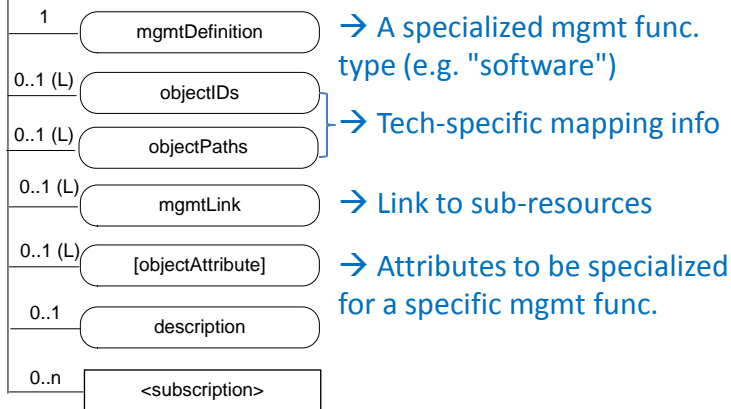 1
mgmtDefinition
→ A specialized mgmt func.
type (e.g. "software")
0..1 (L)
objectIDs
0..1 (L)
objectPaths
→ Tech-specific mapping info
0..1 (L)
mgmtLink
→ Link to sub-resources
0..1 (L)
[objectAttribute]
→ Attributes to be specialized
for a specific mgmt func.
0..1
description
0..n
<subscription>